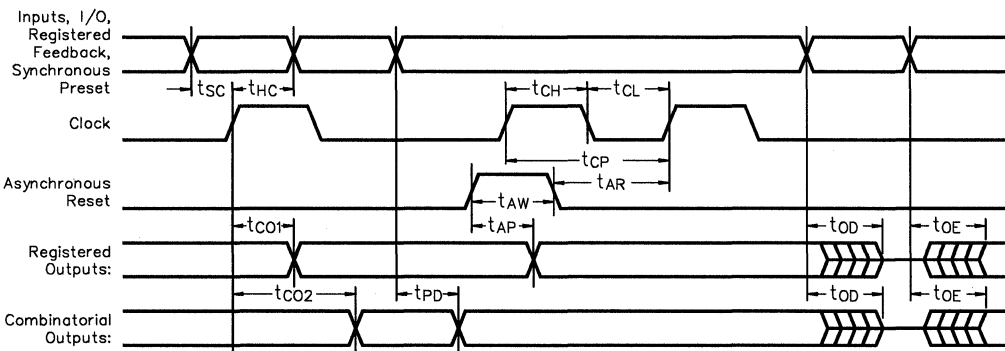 Inputs, I/O,
Registered
Feedback,
Synchronous
Preset
tSC
tHC
tCH
tCL
Clock
tCP
tAR
Asynchronous
Reset
tAW
tAP
tCO1
tOD
tOE
Registered
Outputs:
tCO2
tPD
tOD
tOE
Combinatorial
Outputs: